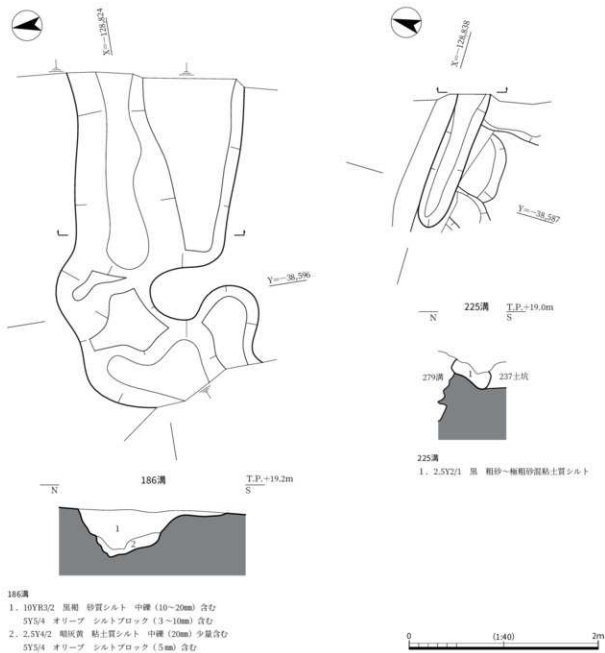 X=-128,824
Y=-38,596
186溝
N
S
T.P.+19.2m
1
2
186溝
1．10YR3/2 黒褐 砂質シルト 中礫（10～20㎜）含む
5Y5/4 オリーブ シルトブロック（3～10㎜）含む
2．2.5Y4/2 暗灰黄 粘土質シルト 中礫（20㎜）少量含む
5Y5/4 オリーブ シルトブロック（5㎜）含む
X=-128,838
Y=-38,587
225溝
N
S
T.P.+19.0m
279溝
1
237土坑
225溝
1．2.5Y2/1 黒 粗砂～極粗砂混粘土質シルト
0
(1:40)
2m